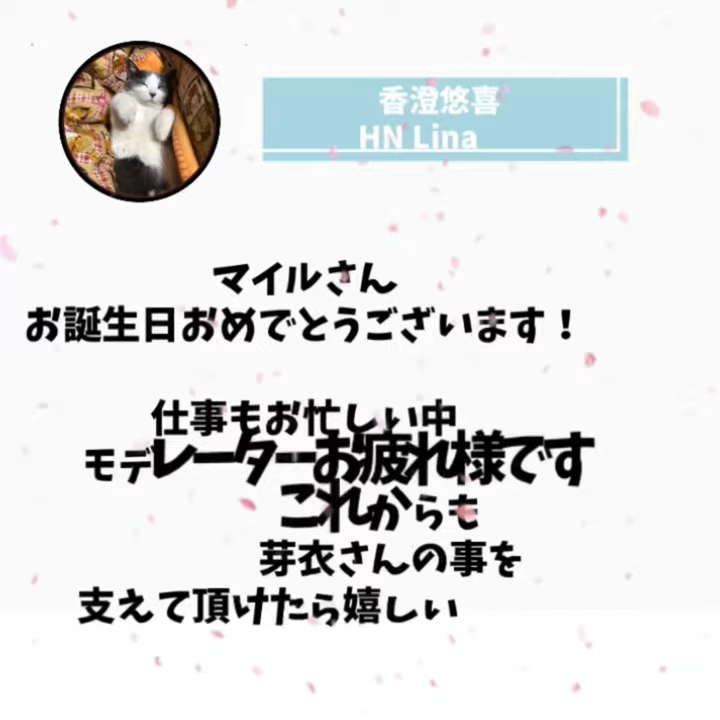 香澄悠喜
HN Lina
マイルさん
お誕生日おめでとうございます！
仕事もお忙しい中
モデレーターお疲れ様です
これからも
芽衣さんの事を
支えて頂けたら嬉しい